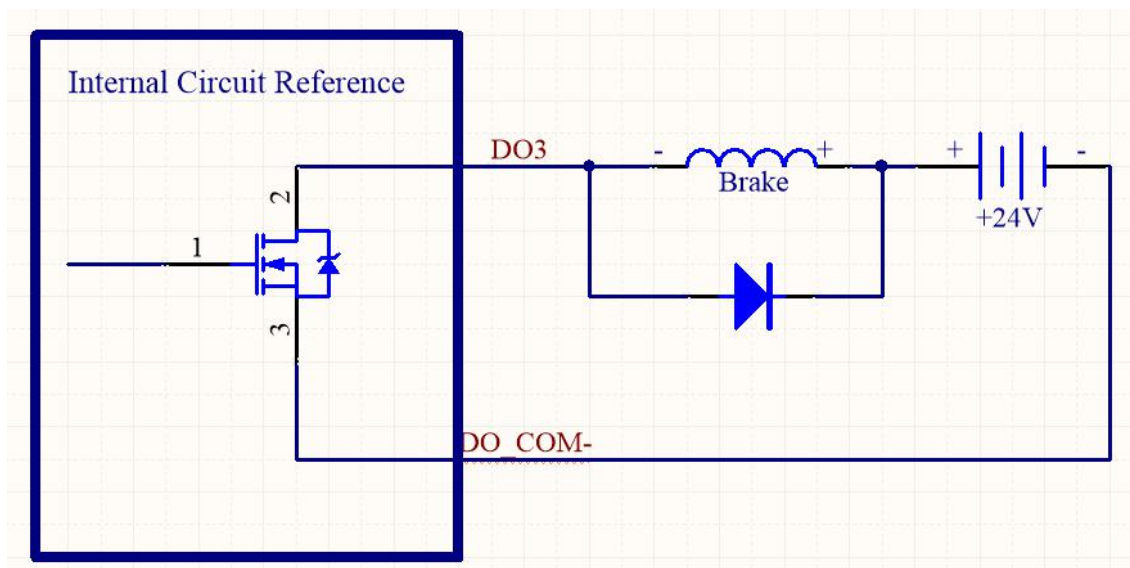 Internal Circuit Reference
DO3
- Brake +
+ +24V -
2
1
3
DO_COM-